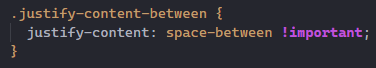 .justify-content-between {
  justify-content: space-between !important;
}